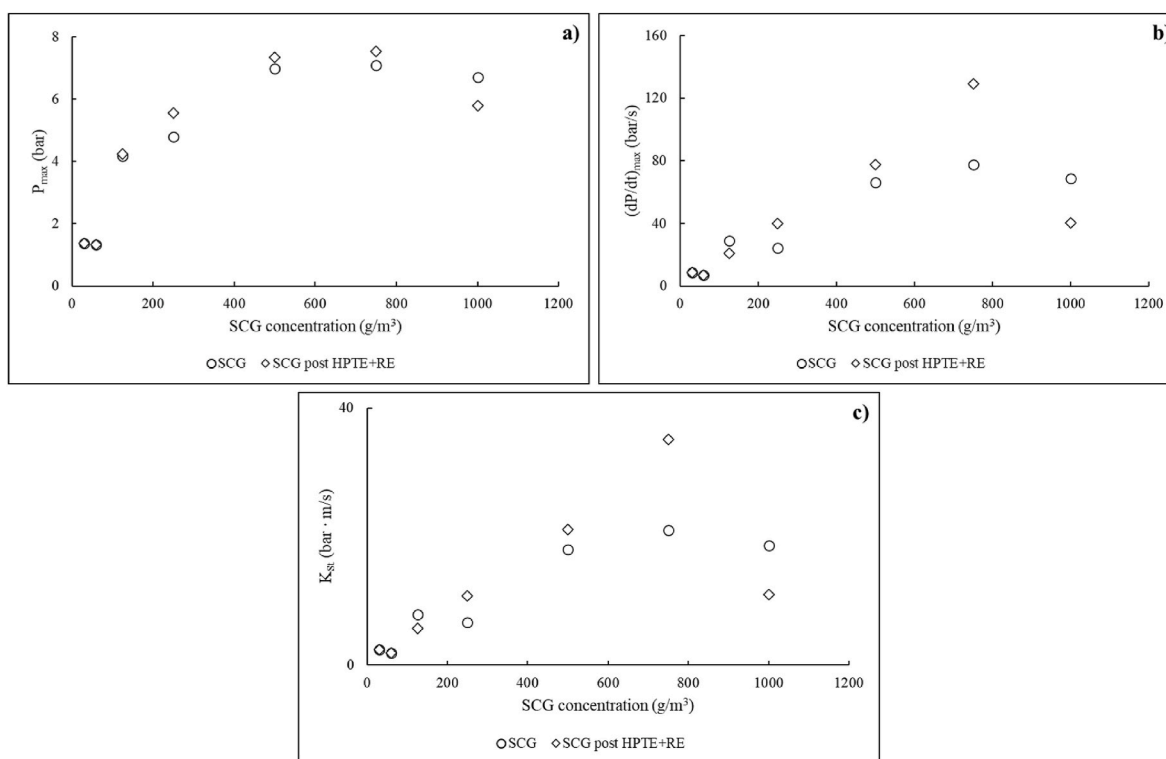 a)
8
6
4
2
0
P_max (bar)
0 200 400 600 800 1000 1200
SCG concentration (g/m³)
SCG SCG post HPTE+RE
b)
160
120
80
40
0
(dP/dt)_max (bar/s)
0 200 400 600 800 1000 1200
SCG concentration (g/m³)
SCG SCG post HPTE+RE
c)
40
0
K_St (bar · m/s)
0 200 400 600 800 1000 1200
SCG concentration (g/m³)
SCG SCG post HPTE+RE